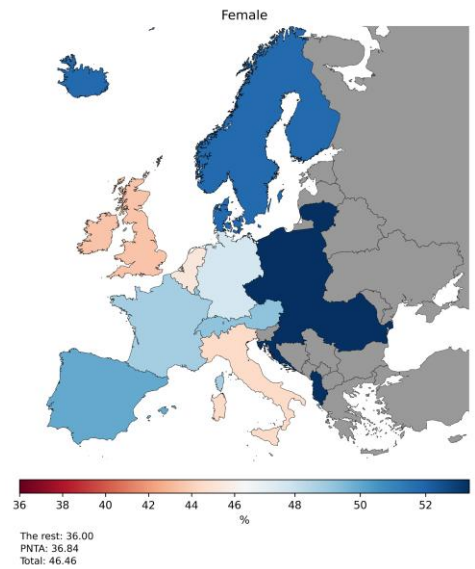 Female
36 38 40 42 44 46 48 50 52
%
The rest: 36.00
PNTA: 36.84
Total: 46.46